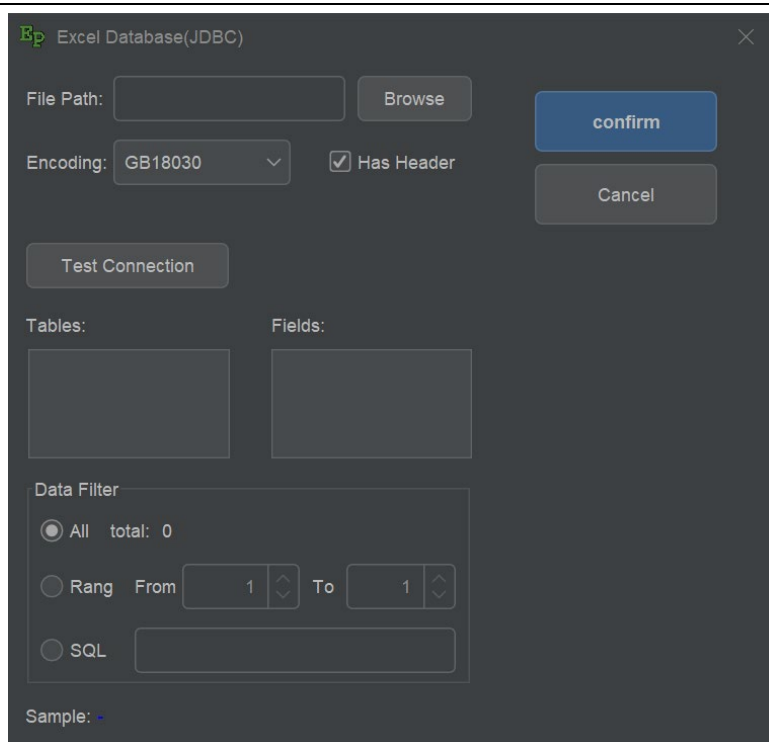 Ep Excel Database(JDBC)
File Path: Browse
confirm
Encoding: GB18030 Has Header
Cancel
Test Connection
Tables: Fields:
Data Filter
All total: 0
Rang From 1 To 1
SQL
Sample: -